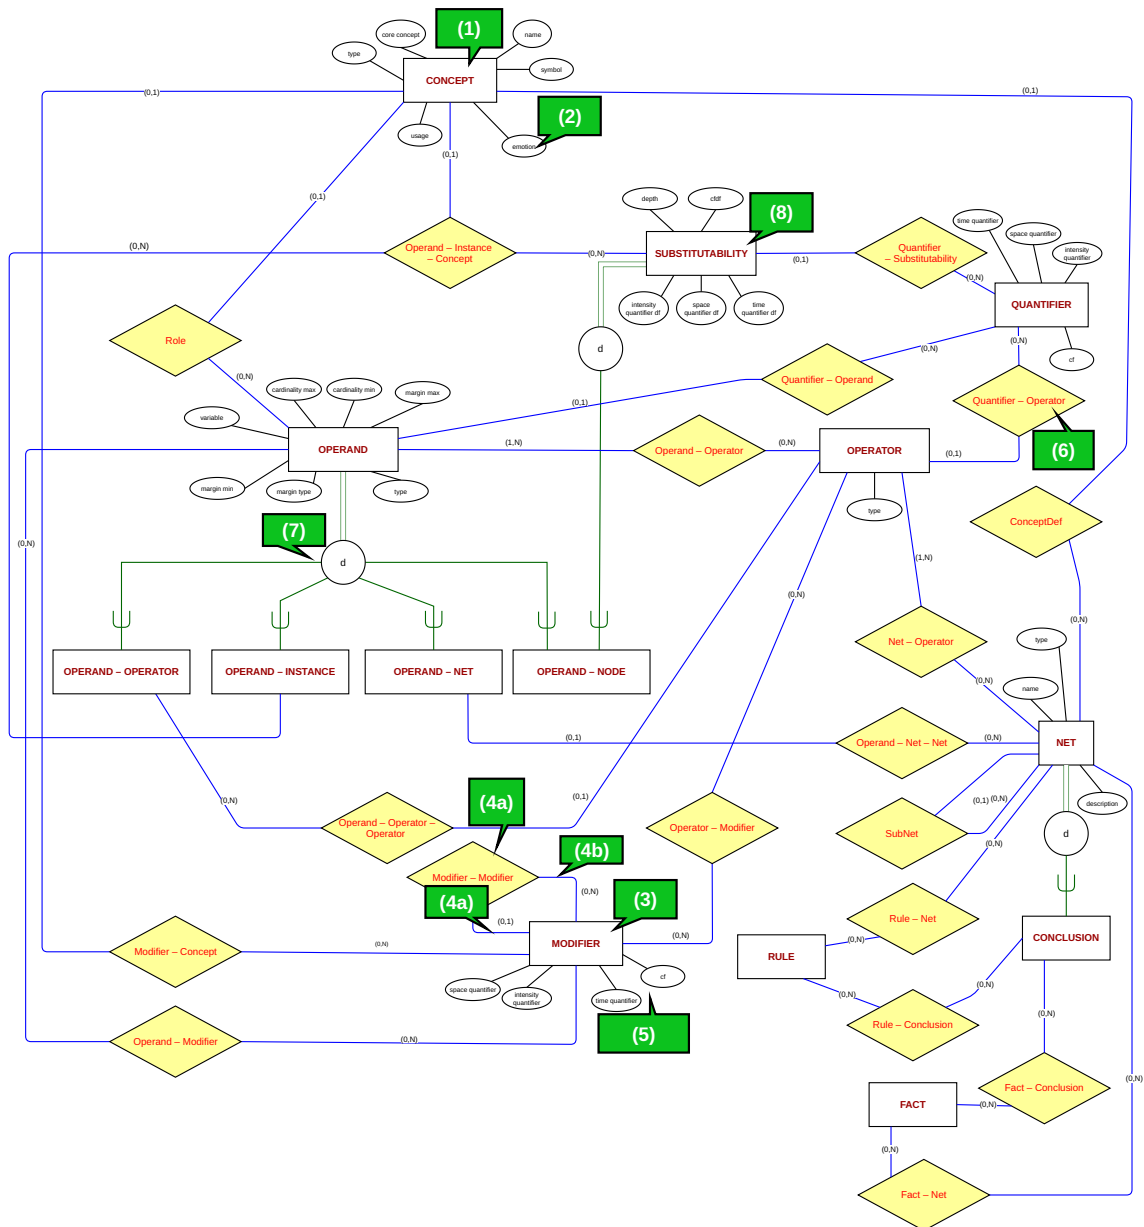 (1)
core concept
name
type
symbol
CONCEPT
(0,1)
(0,1)
usage
(2)
emotion
(0,1)
(0,1)
depth
cfdf
(8)
time quantifier
space quantifier
intensity
quantifier
(0,N)
Operand – Instance
– Concept
(0,N)
SUBSTITUTABILITY
(0,1)
Quantifier
– Substitutability
(0,N)
QUANTIFIER
intensity
quantifier df
space
quantifier df
time
quantifier df
Role
d
(0,N)
(0,N)
cf
(0,N)
cardinality max
cardinality min
margin max
Quantifier – Operand
(0,1)
Quantifier – Operator
variable
OPERAND
(1,N)
Operand – Operator
(0,N)
OPERATOR
(0,1)
(6)
margin min
margin type
type
type
ConceptDef
(7)
(0,N)
d
(1,N)
(0,N)
(0,N)
Net – Operator
type
OPERAND – OPERATOR
OPERAND – INSTANCE
OPERAND – NET
OPERAND – NODE
(0,N)
name
(0,1)
Operand – Net – Net
(0,N)
NET
(0,N)
(0,1)
(0,1)
(0,N)
description
(4a)
Operand – Operator –
Operator
Operator – Modifier
SubNet
d
(4b)
(0,N)
Modifier – Modifier
(0,N)
(4a)
(3)
(0,1)
Rule – Net
Modifier – Concept
(0,N)
MODIFIER
(0,N)
(0,N)
RULE
CONCLUSION
space quantifier
intensity
quantifier
time quantifier
cf
(0,N)
(0,N)
(5)
(0,N)
Rule – Conclusion
Operand – Modifier
(0,N)
(0,N)
Fact – Conclusion
FACT
(0,N)
(0,N)
Fact – Net